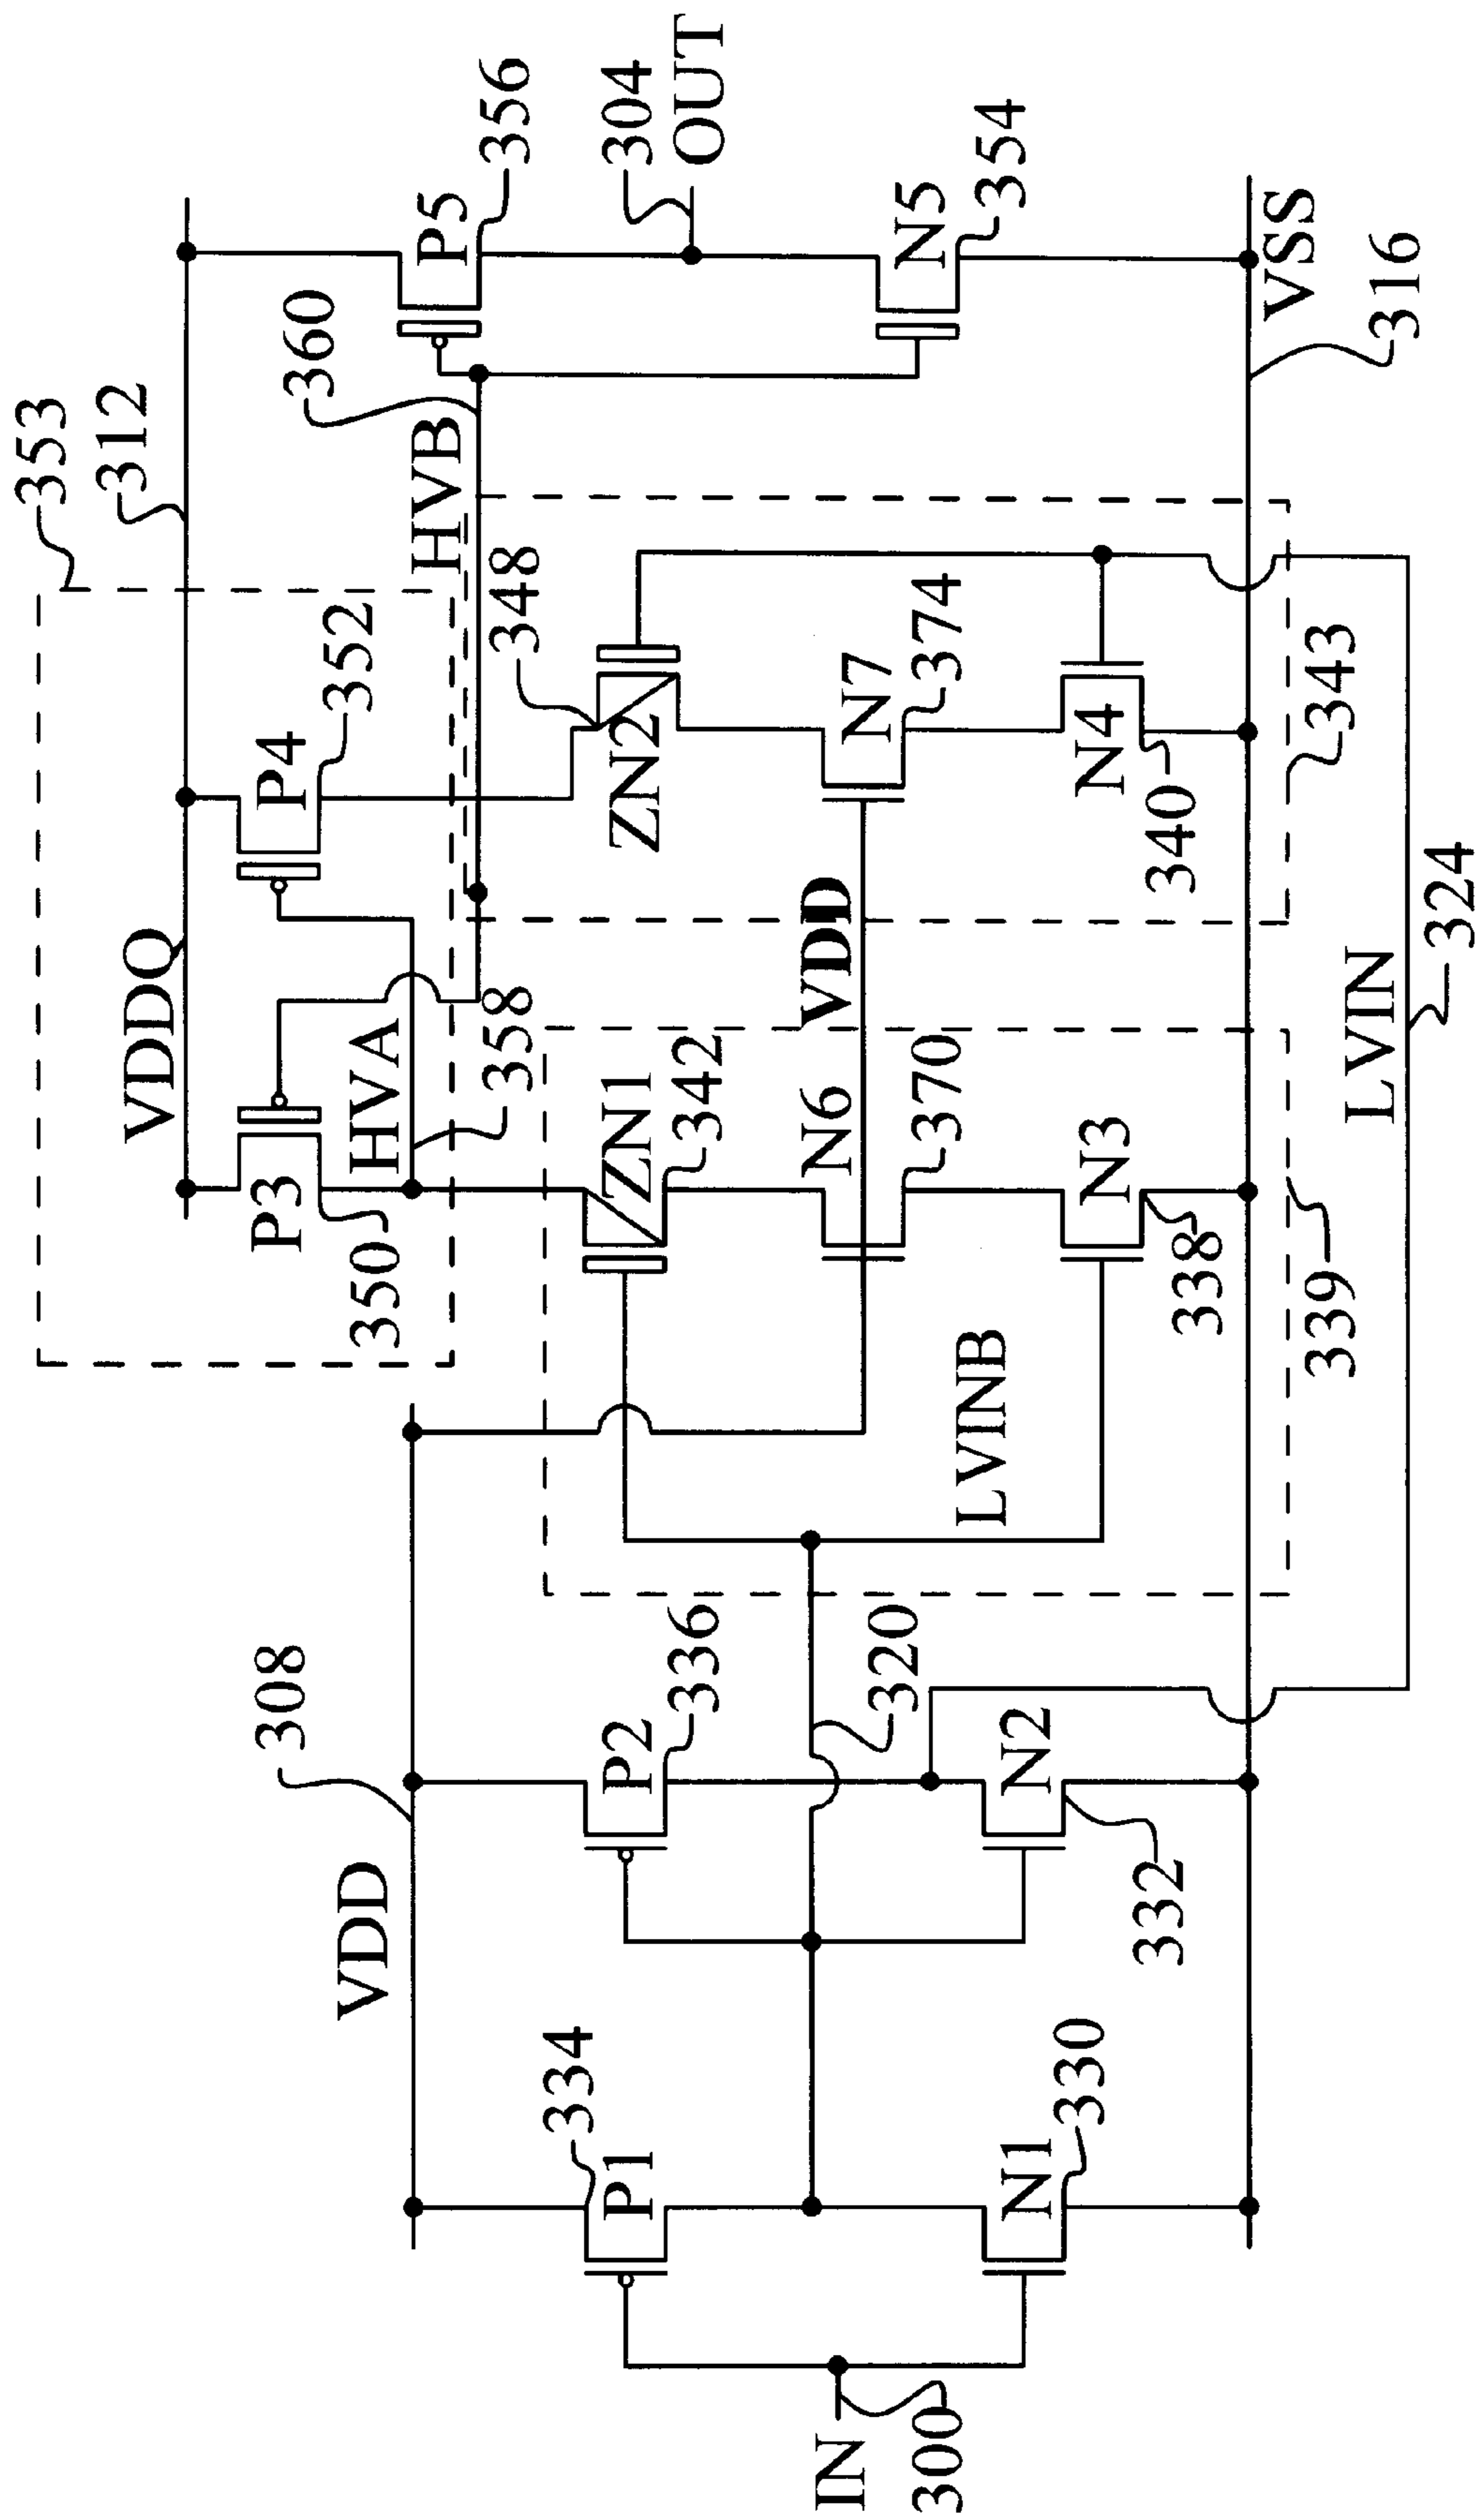 353
312
VDDO
P3
350
HVA
358
P4
352
360
HVB
348
P5
356
304
OUT
N5
354
308
VDD
ZN1
342
ZN2
VDD
N6
370
N7
374
334
P1
P2
336
320
LVINB
N3
338
N4
340
IN
300
N1
330
N2
332
339
343
VSS
316
LVIN
324